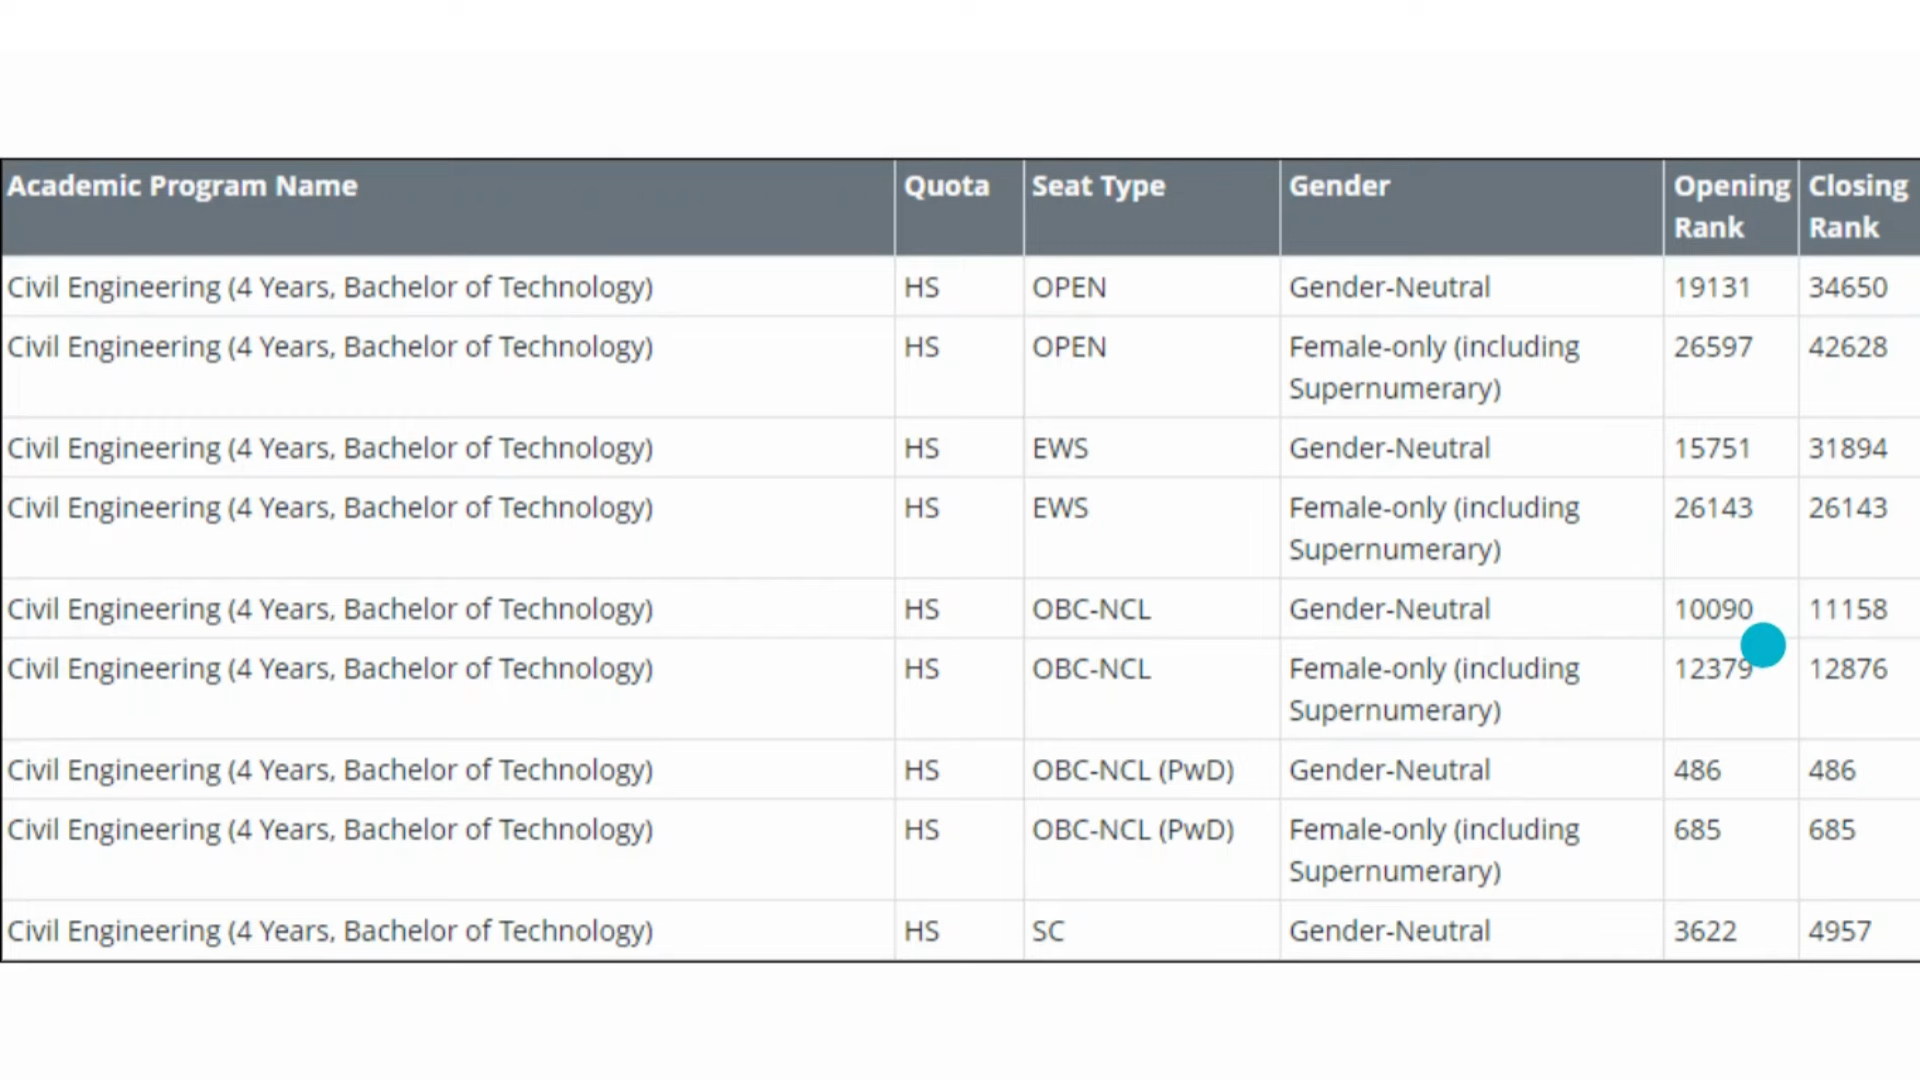 Academic Program Name Quota Seat Type Gender Opening Rank Closing Rank
Civil Engineering (4 Years, Bachelor of Technology) HS OPEN Gender-Neutral 19131 34650
Civil Engineering (4 Years, Bachelor of Technology) HS OPEN Female-only (including Supernumerary) 26597 42628
Civil Engineering (4 Years, Bachelor of Technology) HS EWS Gender-Neutral 15751 31894
Civil Engineering (4 Years, Bachelor of Technology) HS EWS Female-only (including Supernumerary) 26143 26143
Civil Engineering (4 Years, Bachelor of Technology) HS OBC-NCL Gender-Neutral 10090 11158
Civil Engineering (4 Years, Bachelor of Technology) HS OBC-NCL Female-only (including Supernumerary) 12379 12876
Civil Engineering (4 Years, Bachelor of Technology) HS OBC-NCL (PwD) Gender-Neutral 486 486
Civil Engineering (4 Years, Bachelor of Technology) HS OBC-NCL (PwD) Female-only (including Supernumerary) 685 685
Civil Engineering (4 Years, Bachelor of Technology) HS SC Gender-Neutral 3622 4957